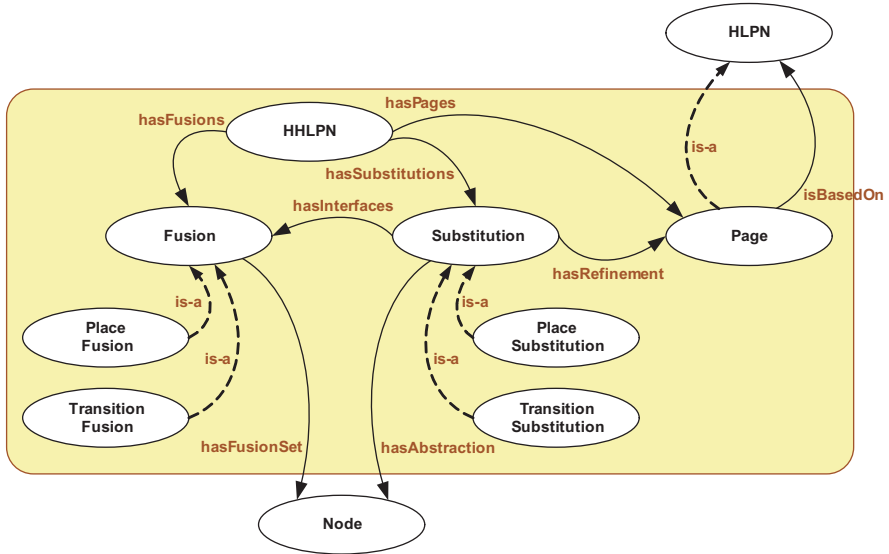 HLPN
hasPages
hasFusions
HHLPN
is-a
hasSubstitutions
isBasedOn
hasInterfaces
Fusion
Substitution
Page
hasRefinement
is-a
is-a
Place
Fusion
Place
Substitution
is-a
is-a
Transition
Fusion
Transition
Substitution
hasFusionSet
hasAbstraction
Node